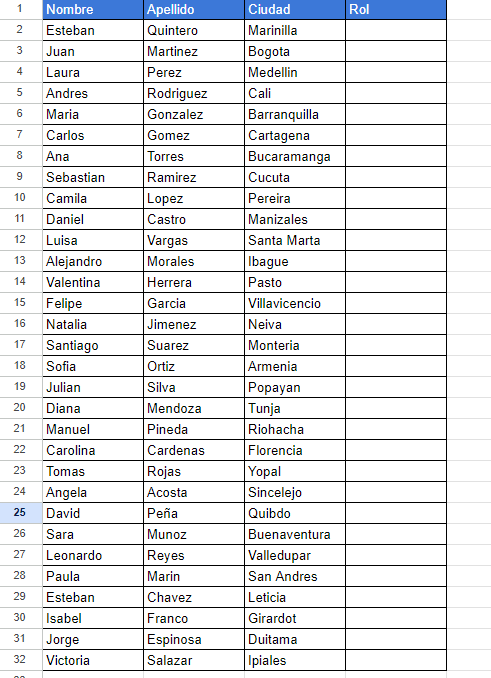 1 Nombre Apellido Ciudad Rol
2 Esteban Quintero Marinilla
3 Juan Martinez Bogota
4 Laura Perez Medellin
5 Andres Rodriguez Cali
6 Maria Gonzalez Barranquilla
7 Carlos Gomez Cartagena
8 Ana Torres Bucaramanga
9 Sebastian Ramirez Cucuta
10 Camila Lopez Pereira
11 Daniel Castro Manizales
12 Luisa Vargas Santa Marta
13 Alejandro Morales Ibague
14 Valentina Herrera Pasto
15 Felipe Garcia Villavicencio
16 Natalia Jimenez Neiva
17 Santiago Suarez Monteria
18 Sofia Ortiz Armenia
19 Julian Silva Popayan
20 Diana Mendoza Tunja
21 Manuel Pineda Riohacha
22 Carolina Cardenas Florencia
23 Tomas Rojas Yopal
24 Angela Acosta Sincelejo
25 David Peña Quibdo
26 Sara Munoz Buenaventura
27 Leonardo Reyes Valledupar
28 Paula Marin San Andres
29 Esteban Chavez Leticia
30 Isabel Franco Girardot
31 Jorge Espinosa Duitama
32 Victoria Salazar Ipiales